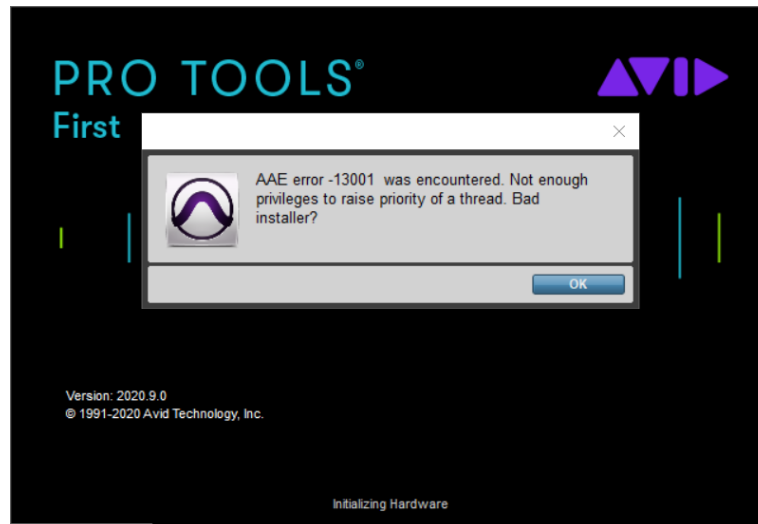 PRO TOOLS®
AVID
First
AAE error -13001 was encountered. Not enough
privileges to raise priority of a thread. Bad
installer?
OK
Version: 2020.9.0
© 1991-2020 Avid Technology, Inc.
Initializing Hardware